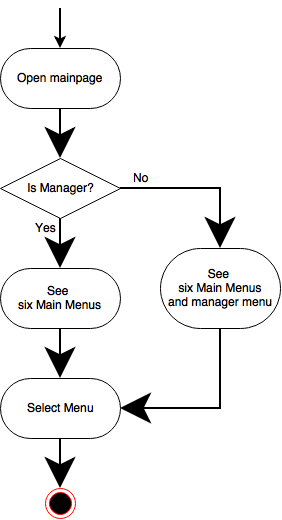 Open mainpage
Is Manager?
No
Yes
See
six Main Menus
See
six Main Menus
and manager menu
Select Menu